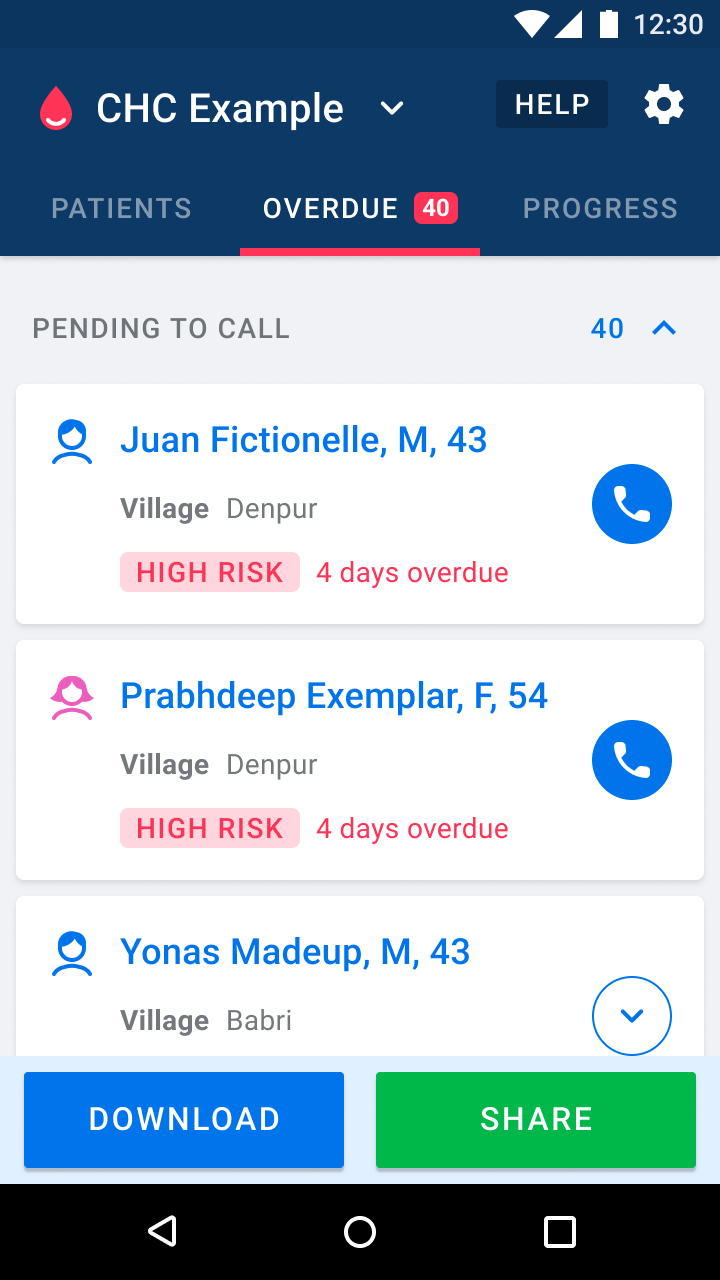 12:30
CHC Example HELP
PATIENTS OVERDUE 40 PROGRESS
PENDING TO CALL 40
Juan Fictionelle, M, 43
Village Denpur
HIGH RISK 4 days overdue
Prabhdeep Exemplar, F, 54
Village Denpur
HIGH RISK 4 days overdue
Yonas Madeup, M, 43
Village Babri
DOWNLOAD SHARE